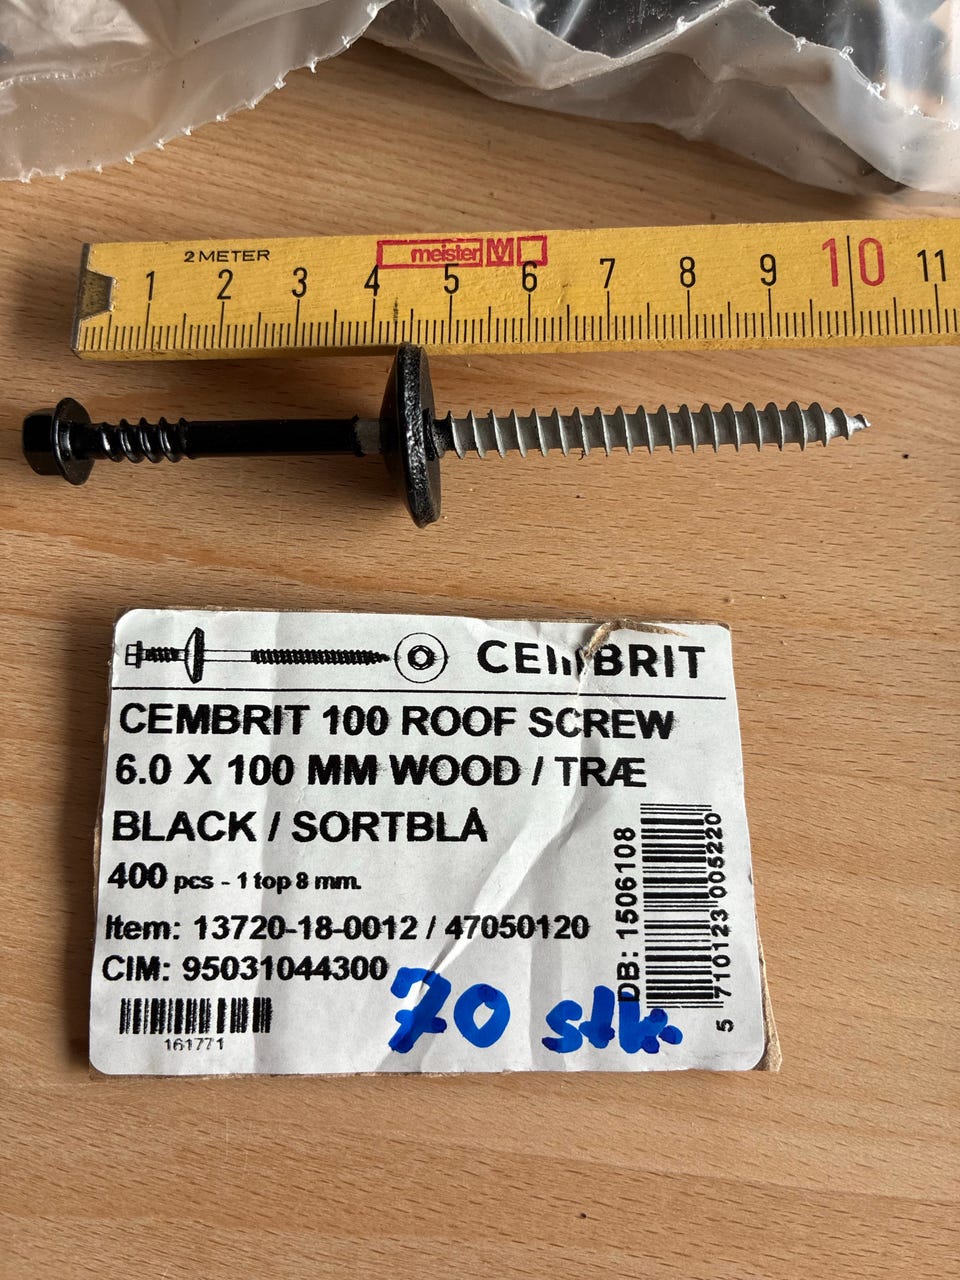 2 METER
meister
1 2 3 4 5 6 7 8 9 10 11
CEMBRIT
CEMBRIT 100 ROOF SCREW
6.0 X 100 MM WOOD / TRÆ
BLACK / SORTBLÅ
400 pcs - 1 top 8 mm.
Item: 13720-18-0012 / 47050120
CIM: 95031044300
161771
70 stk.
DB: 1506108
5 710123 005220